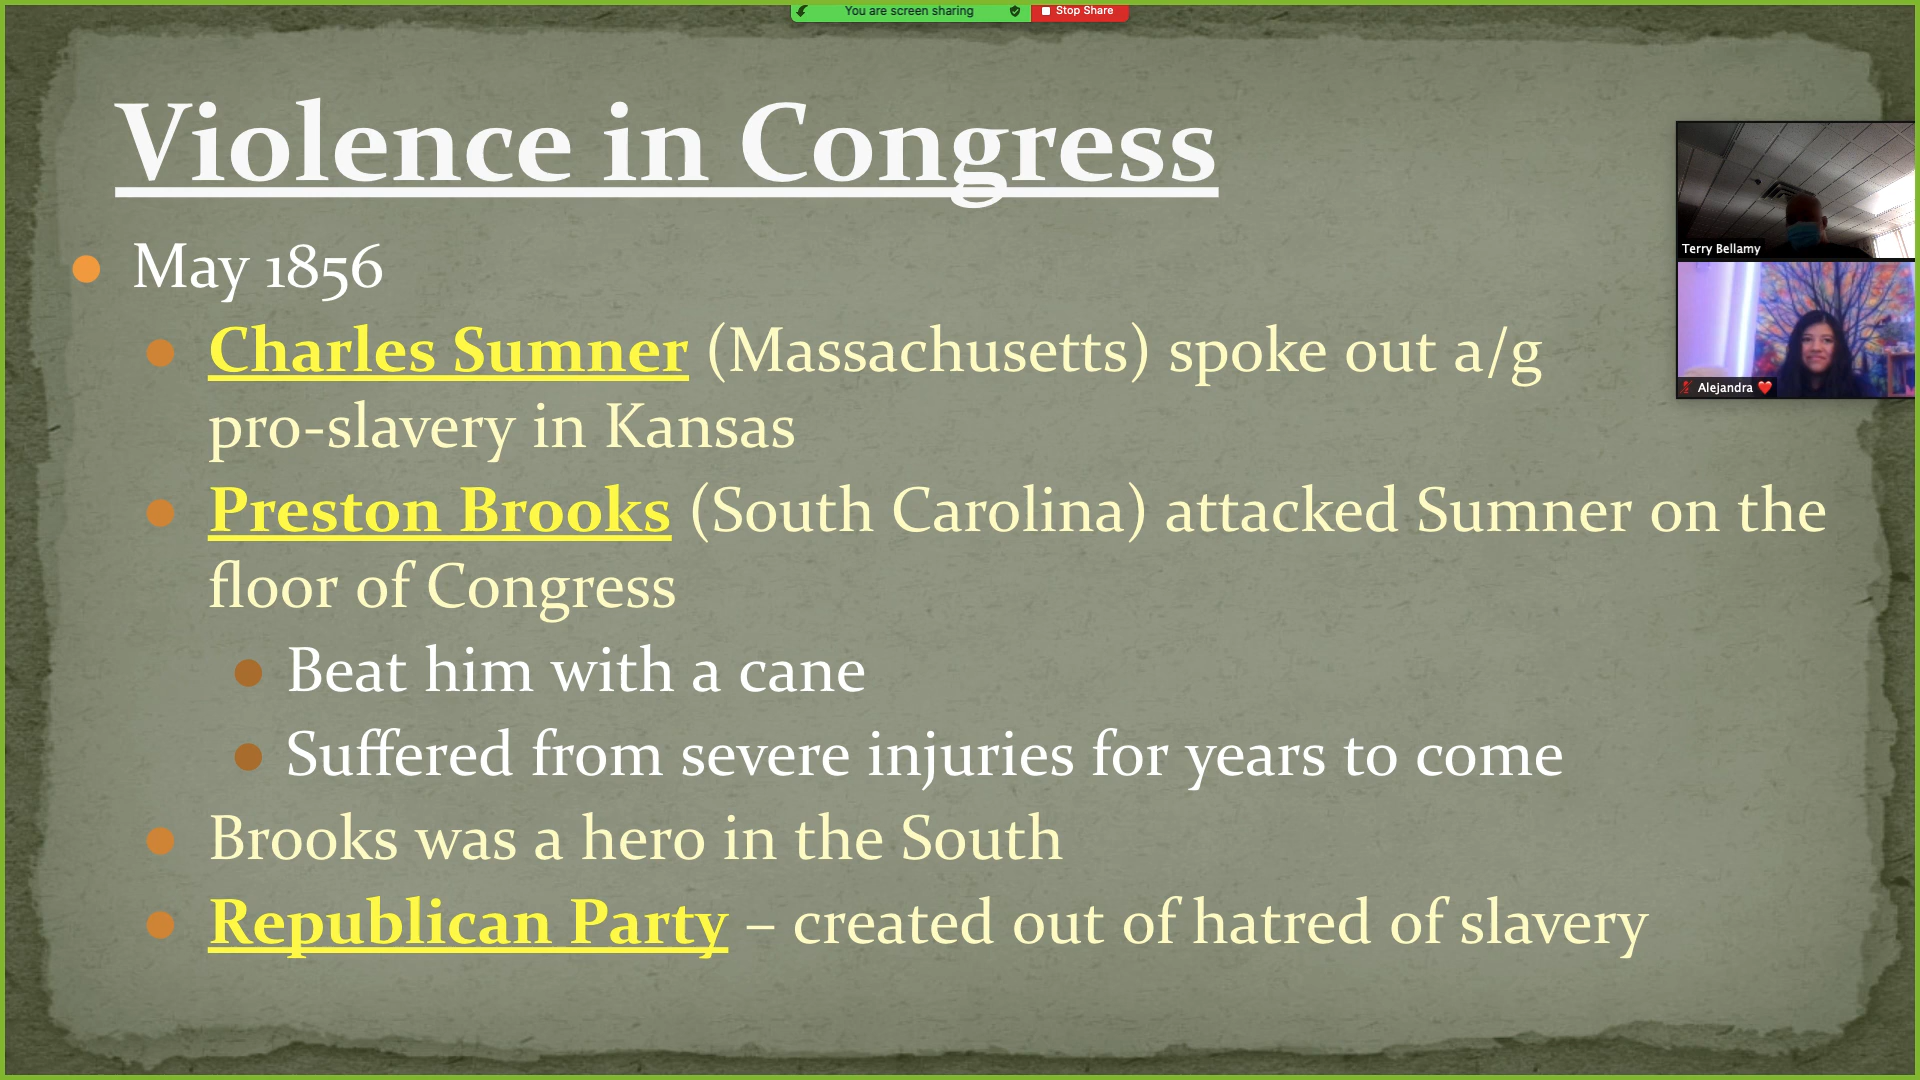 You are screen sharing
Stop Share
Violence in Congress
May 1856
Charles Sumner (Massachusetts) spoke out a/g
pro-slavery in Kansas
Preston Brooks (South Carolina) attacked Sumner on the
floor of Congress
Beat him with a cane
Suffered from severe injuries for years to come
Brooks was a hero in the South
Republican Party – created out of hatred of slavery
Terry Bellamy
Alejandra ❤️